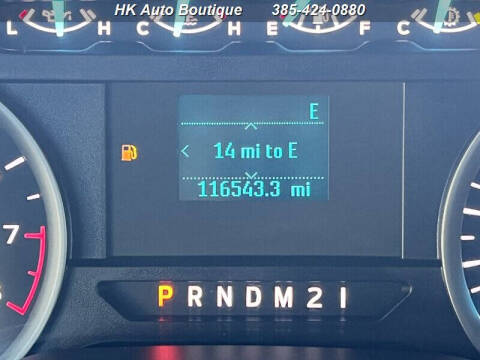 HK Auto Boutique 385-424-0880
L H C H E F C H
E
14 mi to E
116543.3 mi
7
P R N D M 2 1